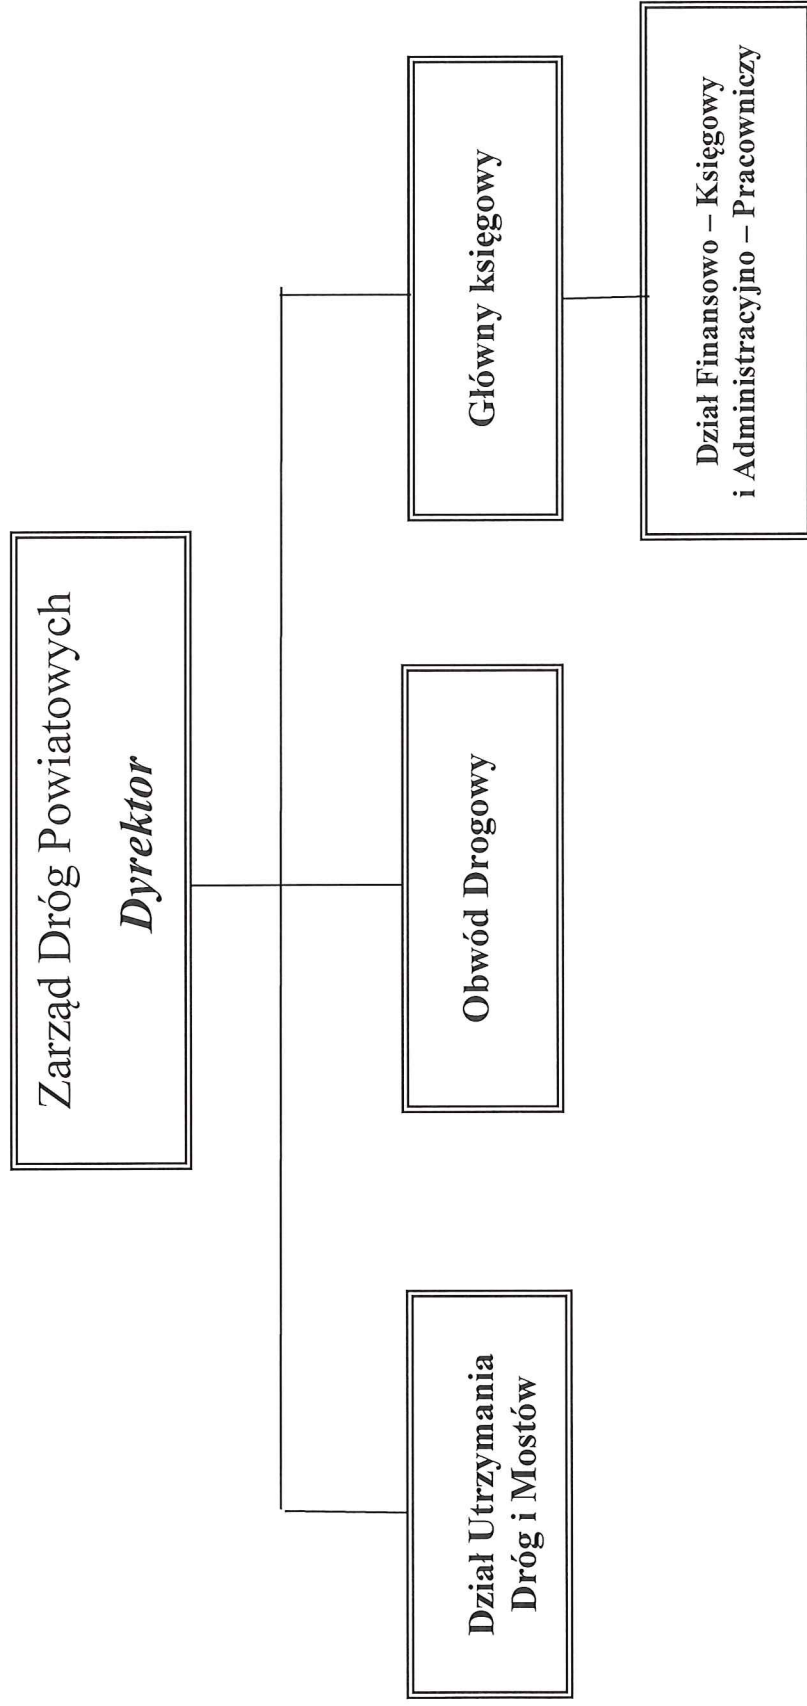 Zarząd Dróg Powiatowych
Dyrektor
Dział Utrzymania
Dróg i Mostów
Obwód Drogowy
Główny księgowy
Dział Finansowo – Księgowy
i Administracyjno – Pracowniczy